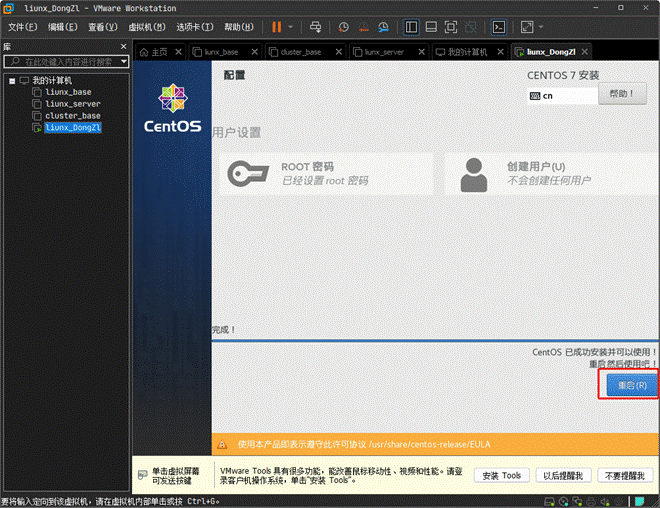 liunx_DongZl - VMware Workstation
文件(F) 编辑(E) 查看(V) 虚拟机(M) 选项卡(T) 帮助(H)
库
在此处键入内容进行搜索
我的计算机
liunx_base
liunx_server
cluster_base
liunx_DongZl
主页 liunx_base cluster_base liunx_server 我的计算机 liunx_DongZl
CentOS
配置
CENTOS 7 安装
cn
帮助！
用户设置
ROOT 密码
已经设置 root 密码
创建用户(U)
不会创建任何用户
完成！
CentOS 已成功安装并可以使用！
重启然后使用吧！
重启(R)
使用本产品即表示遵守此许可协议 /usr/share/centos-release/EULA
单击虚拟屏幕
可发送按键
VMware Tools 具有很多功能，能改善鼠标移动性、视频和性能。请登
录客户机操作系统，单击“安装 Tools”。
安装 Tools
以后提醒我
不要提醒我
要将输入定向到该虚拟机，请在虚拟机内部单击或按 Ctrl+G。